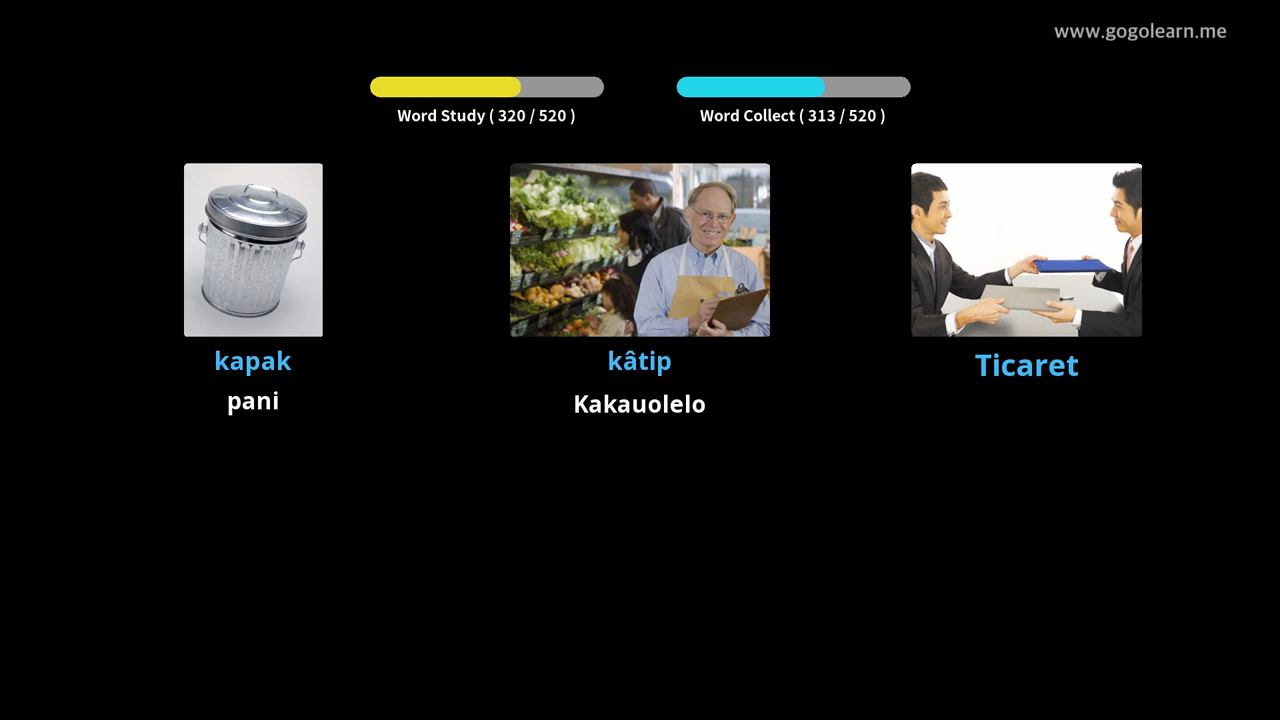 www.gogolearn.me
Word Study ( 320 / 520 )
Word Collect ( 313 / 520 )
kapak
pani
kâtip
Kakauolelo
Ticaret